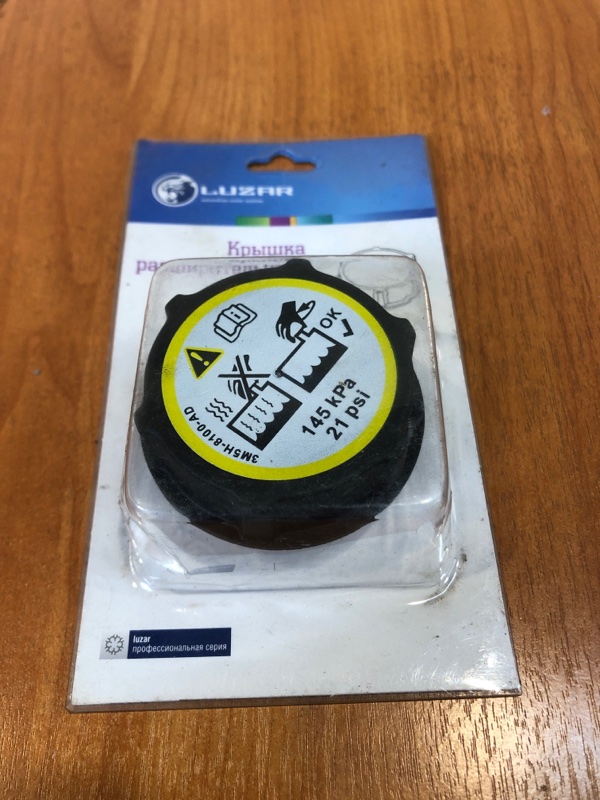 LUZAR
Крышка
OK
145 kPa
21 psi
3M5H-8100-AD
luzar
профессиональная серия